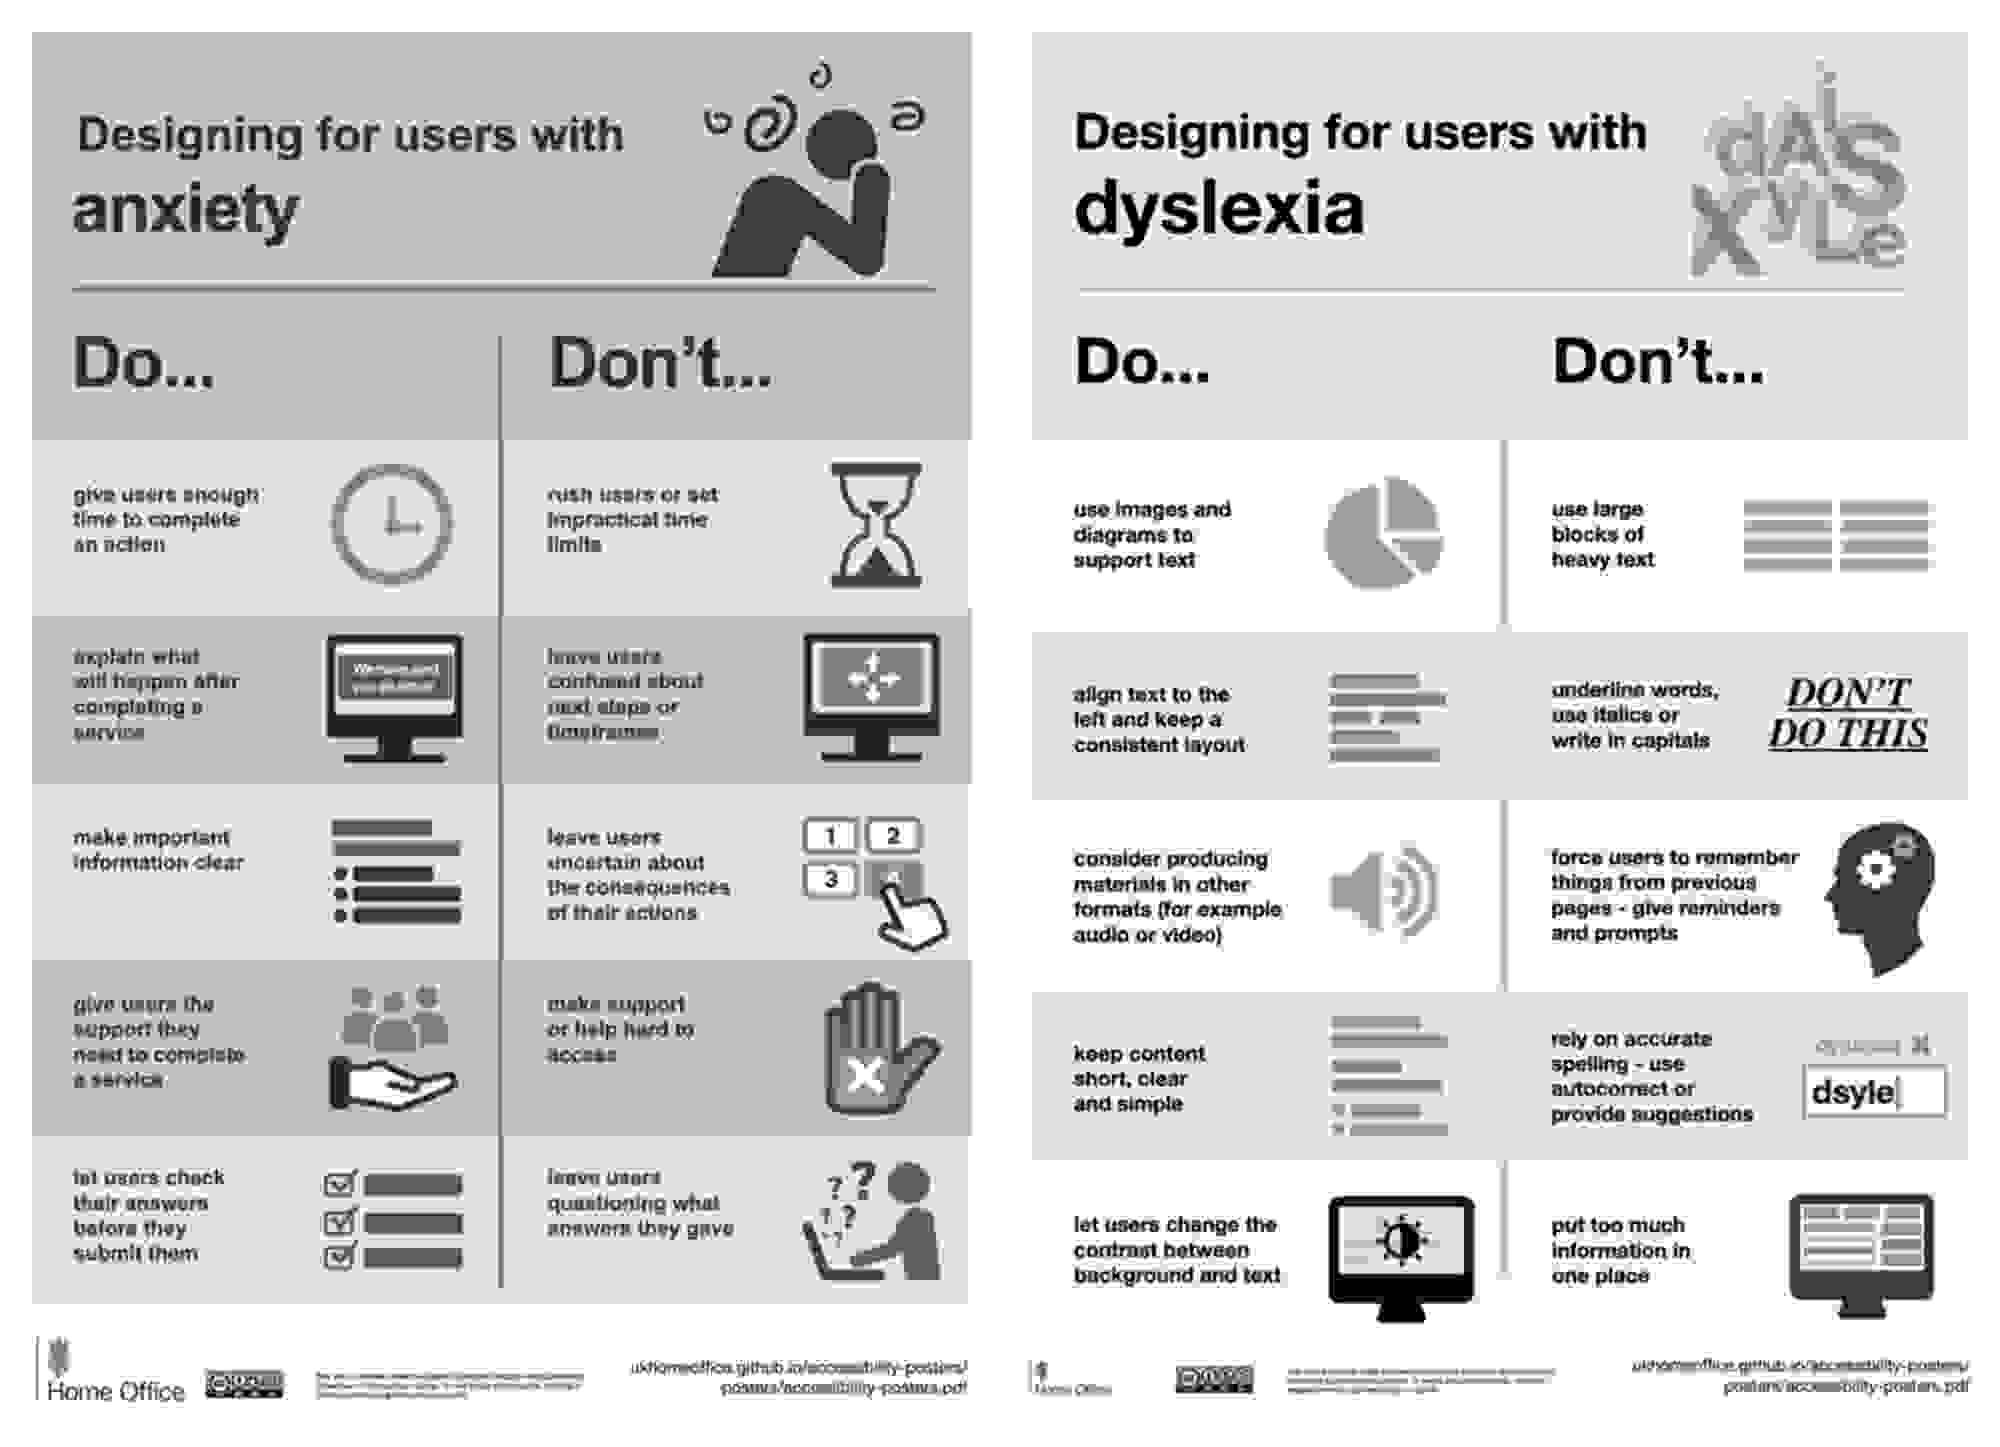 Designing for users with
anxiety
Do...
Don't...
give users enough
time to complete
an action
rush users or set
impractical time
limits
explain what
will happen after
completing a
service
leave users
confused about
next steps or
timeframes
make important
information clear
leave users
uncertain about
the consequences
of their actions
1 2
3
give users the
support they
need to complete
a service
make support
or help hard to
access
let users check
their answers
before they
submit them
leave users
questioning what
answers they gave
? ?
? ?
? ?
Home Office
ukhomeoffice.github.io/accessibility-posters/
posters/accessibility-posters.pdf
Designing for users with
dyslexia
Do...
Don't...
use images and
diagrams to
support text
use large
blocks of
heavy text
align text to the
left and keep a
consistent layout
underline words,
use italics or
write in capitals
DON'T
DO THIS
consider producing
materials in other
formats (for example
audio or video)
force users to remember
things from previous
pages - give reminders
and prompts
keep content
short, clear
and simple
rely on accurate
spelling - use
autocorrect or
provide suggestions
dsyle
let users change the
contrast between
background and text
put too much
information in
one place
Home Office
ukhomeoffice.github.io/accessibility-posters/
posters/accessibility-posters.pdf